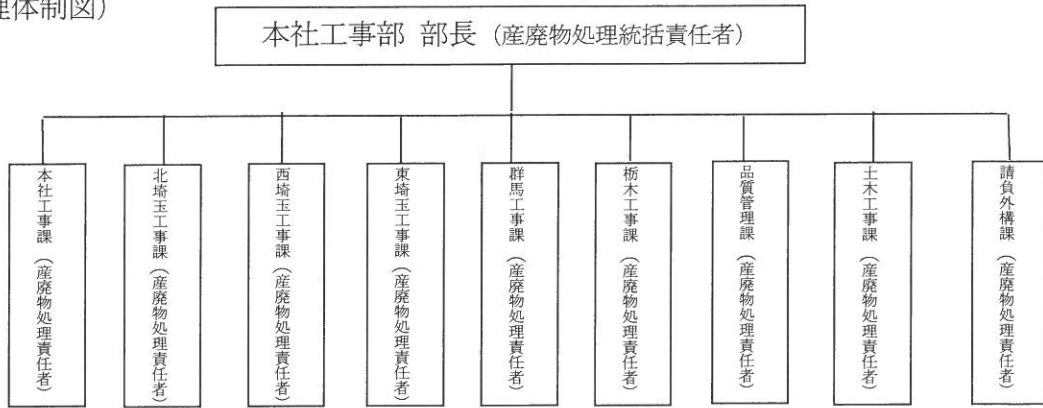 理体制図）
本社工事部 部長（産廃物処理統括責任者）
本社工事課（産廃物処理責任者）
北埼玉工事課（産廃物処理責任者）
西埼玉工事課（産廃物処理責任者）
東埼玉工事課（産廃物処理責任者）
群馬工事課（産廃物処理責任者）
栃木工事課（産廃物処理責任者）
品質管理課（産廃物処理責任者）
土木工事課（産廃物処理責任者）
請負外構課（産廃物処理責任者）